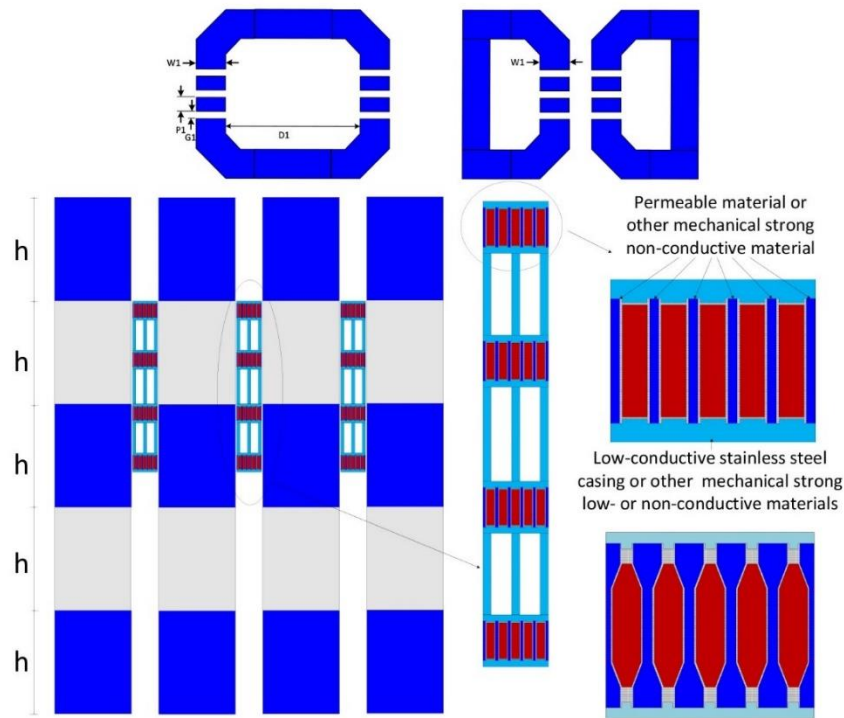 W1
W1
P1
G1
D1
Permeable material or
other mechanical strong
non-conductive material
h
h
h
h
h
Low-conductive stainless steel
casing or other mechanical strong
low- or non-conductive materials